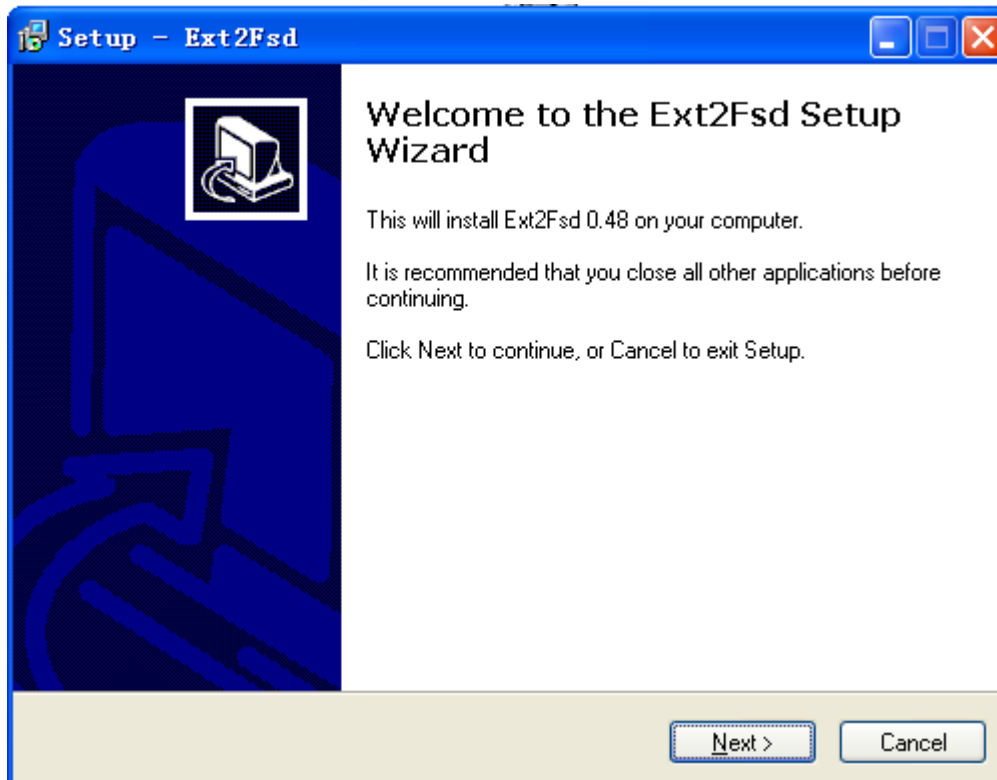 Setup - Ext2Fsd
Welcome to the Ext2Fsd Setup
Wizard
This will install Ext2Fsd 0.48 on your computer.
It is recommended that you close all other applications before
continuing.
Click Next to continue, or Cancel to exit Setup.
Next >
Cancel